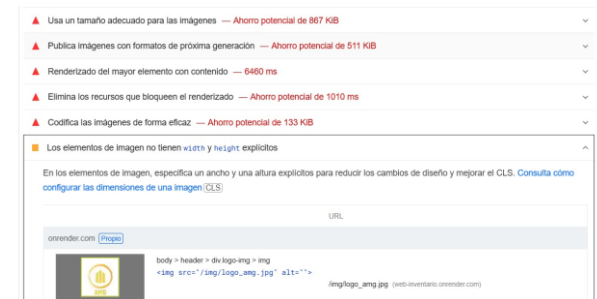 Usa un tamaño adecuado para las imágenes — Ahorro potencial de 867 KiB
Publica imágenes con formatos de próxima generación — Ahorro potencial de 511 KiB
Renderizado del mayor elemento con contenido — 6460 ms
Elimina los recursos que bloqueen el renderizado — Ahorro potencial de 1010 ms
Codifica las imágenes de forma eficaz — Ahorro potencial de 133 KiB
Los elementos de imagen no tienen width y height explícitos
En los elementos de imagen, especifica un ancho y una altura explícitos para reducir los cambios de diseño y mejorar el CLS. Consulta cómo
configurar las dimensiones de una imagen CLS
URL
onrender.com Propio
body > header > div.logo-img > img
<img src="/img/logo_amg.jpg" alt="">
/img/logo_amg.jpg (web-inventario.onrender.com)